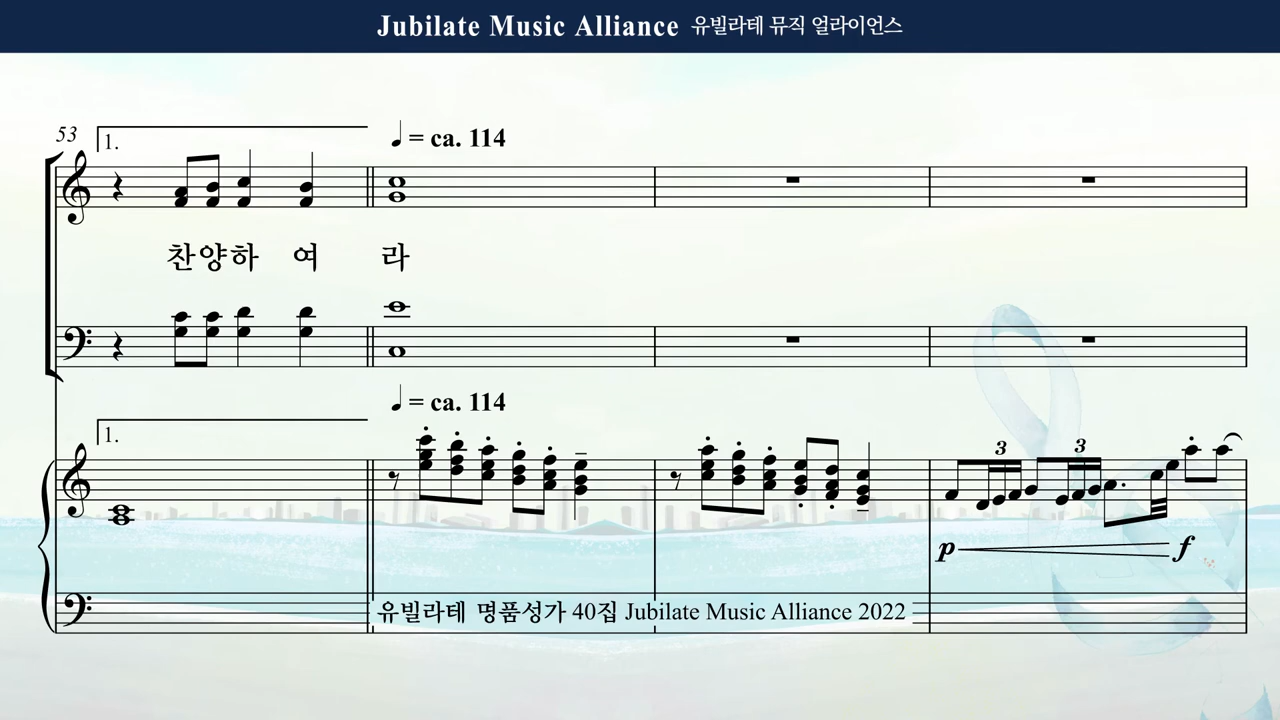 Jubilate Music Alliance 유빌라테 뮤직 얼라이언스
53
1.
♩ = ca. 114
찬양하 여 라
♩ = ca. 114
1.
3 3
p f
유빌라테 명품성가 40집 Jubilate Music Alliance 2022